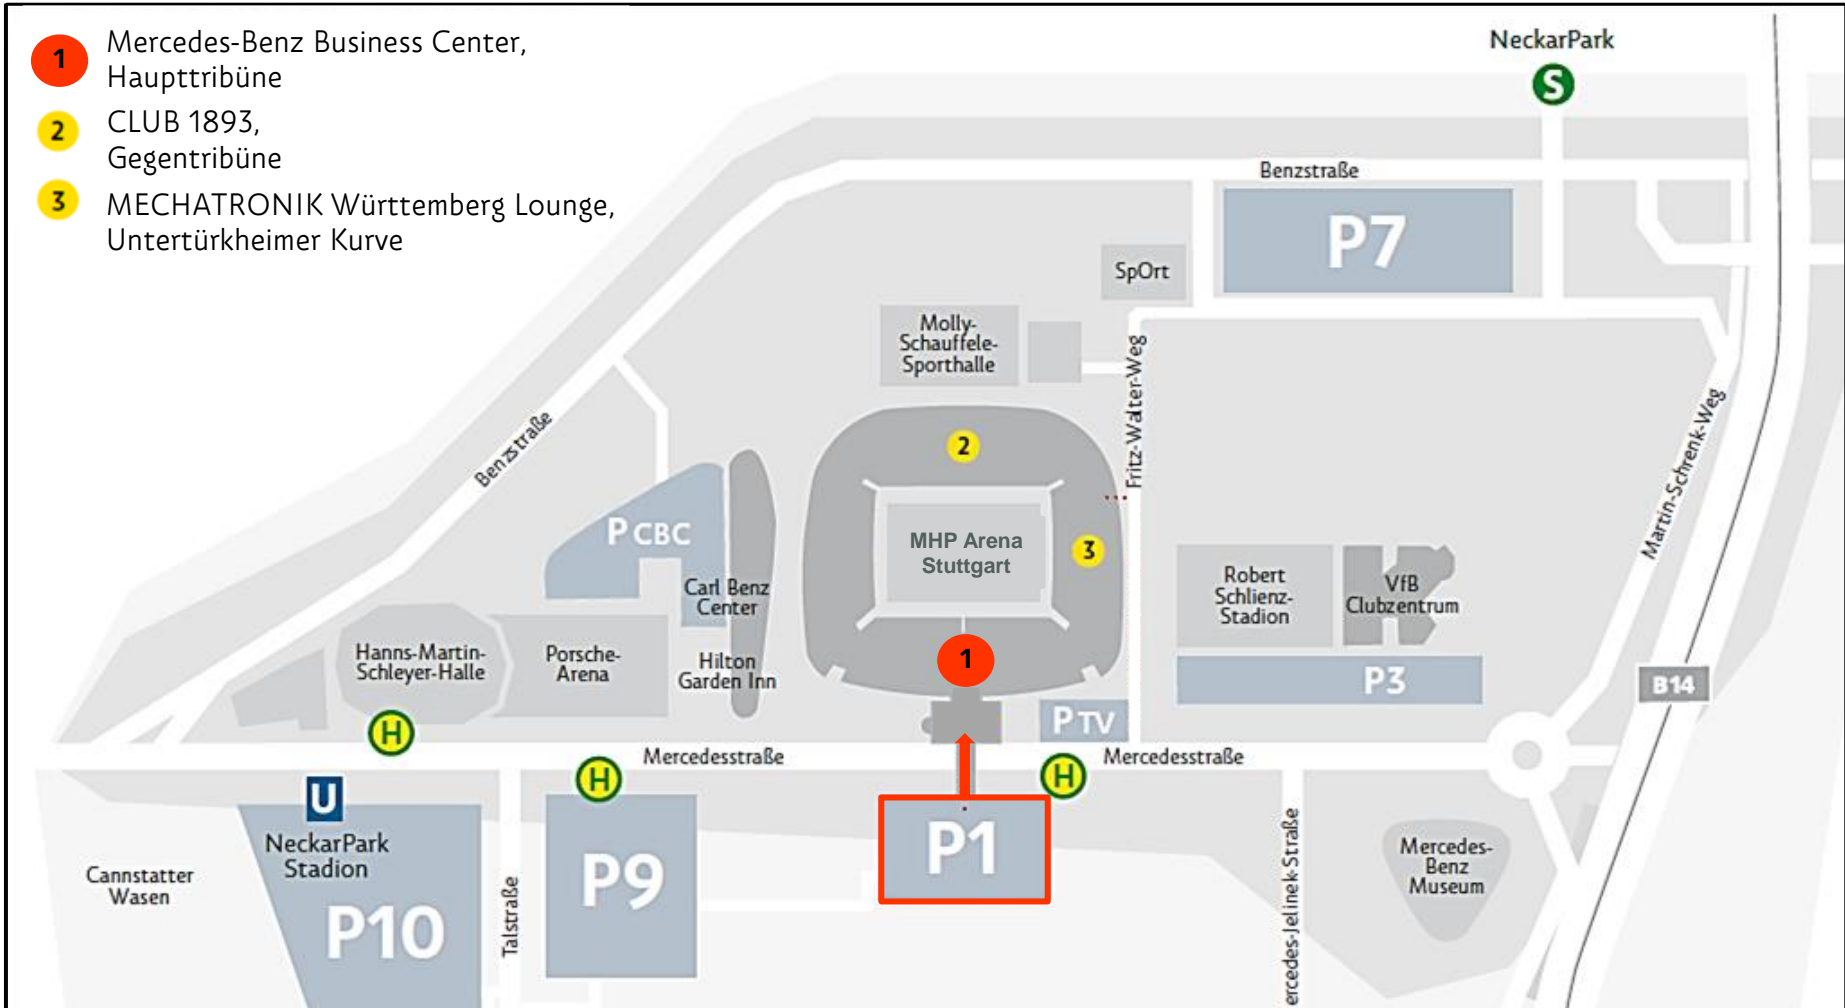 1
Mercedes-Benz Business Center,
Haupttribüne
2
CLUB 1893,
Gegentribüne
3
MECHATRONIK Württemberg Lounge,
Untertürkheimer Kurve
NeckarPark
S
Benzstraße
P7
SpOrt
Molly-
Schauffele-
Sporthalle
Fritz-Walter-Weg
Martin-Schrenk-Weg
Benzstraße
2
P CBC
MHP Arena
Stuttgart
3
Carl Benz
Center
Robert
Schlienz-
Stadion
VfB
Clubzentrum
Hanns-Martin-
Schleyer-Halle
Porsche-
Arena
Hilton
Garden Inn
1
P3
B14
P TV
H
Mercedesstraße
Mercedesstraße
H
H
U
NeckarPark
Stadion
P10
Cannstatter
Wasen
Talstraße
P9
P1
ercedes-Jelinek-Straße
Mercedes-
Benz
Museum